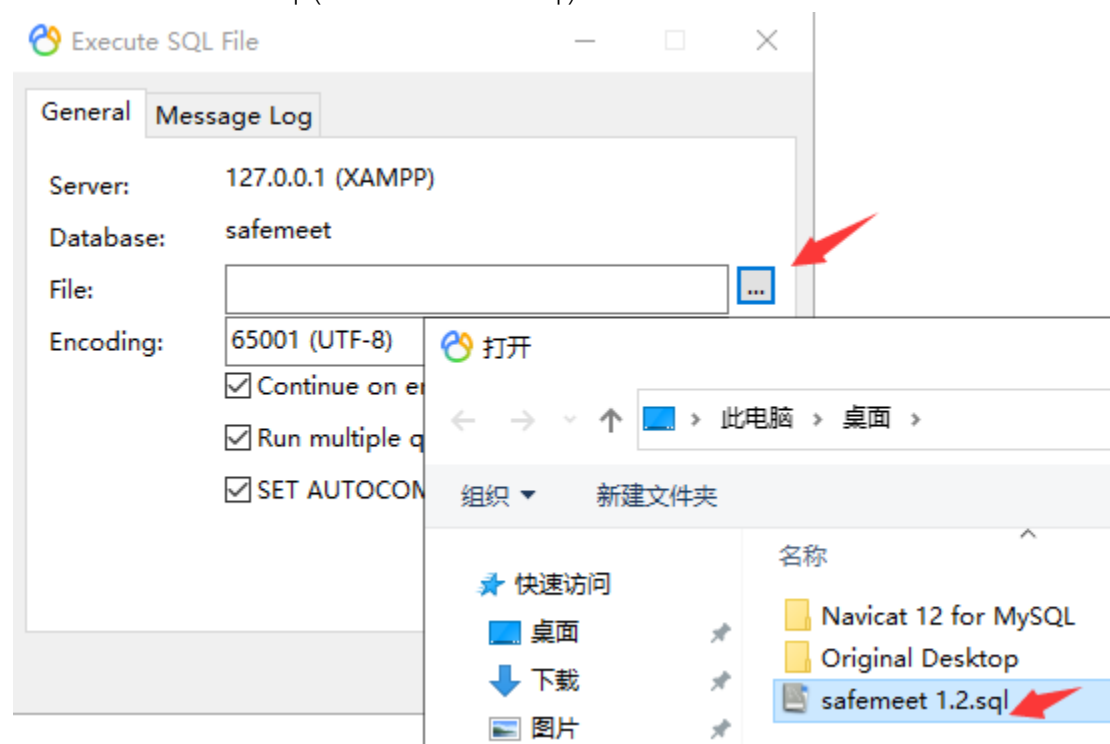 Execute SQL File
General Message Log
Server: 127.0.0.1 (XAMPP)
Database: safemeet
File: ...
Encoding: 65001 (UTF-8)
Continue on
Run multiple
SET
打开
此电脑 › 桌面 ›
组织 新建文件夹
名称
快速访问
桌面
下载
图片
Navicat 12 for MySQL
Original Desktop
safemeet 1.2.sql